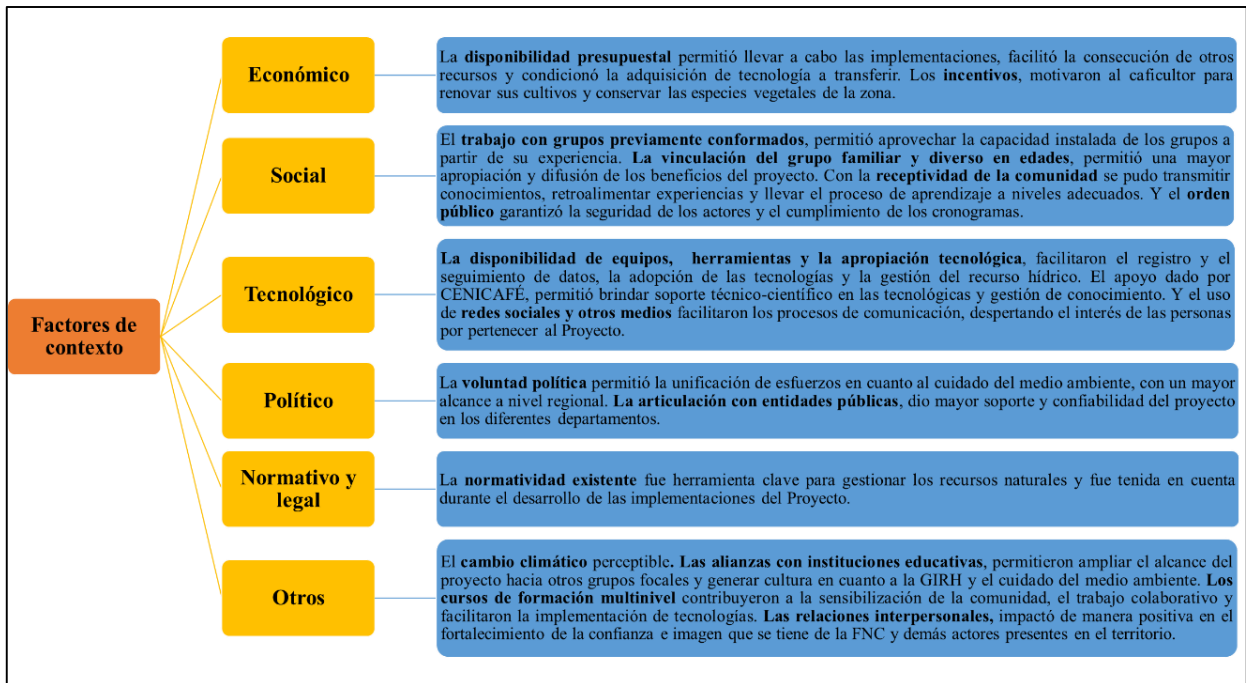 Factores de
contexto
Económico
La disponibilidad presupuestal permitió llevar a cabo las implementaciones, facilitó la consecución de otros
recursos y condicionó la adquisición de tecnología a transferir. Los incentivos, motivaron al caficultor para
renovar sus cultivos y conservar las especies vegetales de la zona.
Social
El trabajo con grupos previamente conformados, permitió aprovechar la capacidad instalada de los grupos a
partir de su experiencia. La vinculación del grupo familiar y diverso en edades, permitió una mayor
apropiación y difusión de los beneficios del proyecto. Con la receptividad de la comunidad se pudo transmitir
conocimientos, retroalimentar experiencias y llevar el proceso de aprendizaje a niveles adecuados. Y el orden
público garantizó la seguridad de los actores y el cumplimiento de los cronogramas.
Tecnológico
La disponibilidad de equipos, herramientas y la apropiación tecnológica, facilitaron el registro y el
seguimiento de datos, la adopción de las tecnologías y la gestión del recurso hídrico. El apoyo dado por
CENICAFÉ, permitió brindar soporte técnico-científico en las tecnológicas y gestión de conocimiento. Y el uso
de redes sociales y otros medios facilitaron los procesos de comunicación, despertando el interés de las personas
por pertenecer al Proyecto.
Político
La voluntad política permitió la unificación de esfuerzos en cuanto al cuidado del medio ambiente, con un mayor
alcance a nivel regional. La articulación con entidades públicas, dío mayor soporte y confiabilidad del proyecto
en los diferentes departamentos.
Normativo y
legal
La normatividad existente fue herramienta clave para gestionar los recursos naturales y fue tenida en cuenta
durante el desarrollo de las implementaciones del Proyecto.
Otros
El cambio climático perceptible. Las alianzas con instituciones educativas, permitieron ampliar el alcance del
proyecto hacia otros grupos focales y generar cultura en cuanto a la GIRH y el cuidado del medio ambiente. Los
cursos de formación multinivel contribuyeron a la sensibilización de la comunidad, el trabajo colaborativo y
facilitaron la implementación de tecnologías. Las relaciones interpersonales, impactó de manera positiva en el
fortalecimiento de la confianza e imagen que se tiene de la FNC y demás actores presentes en el territorio.